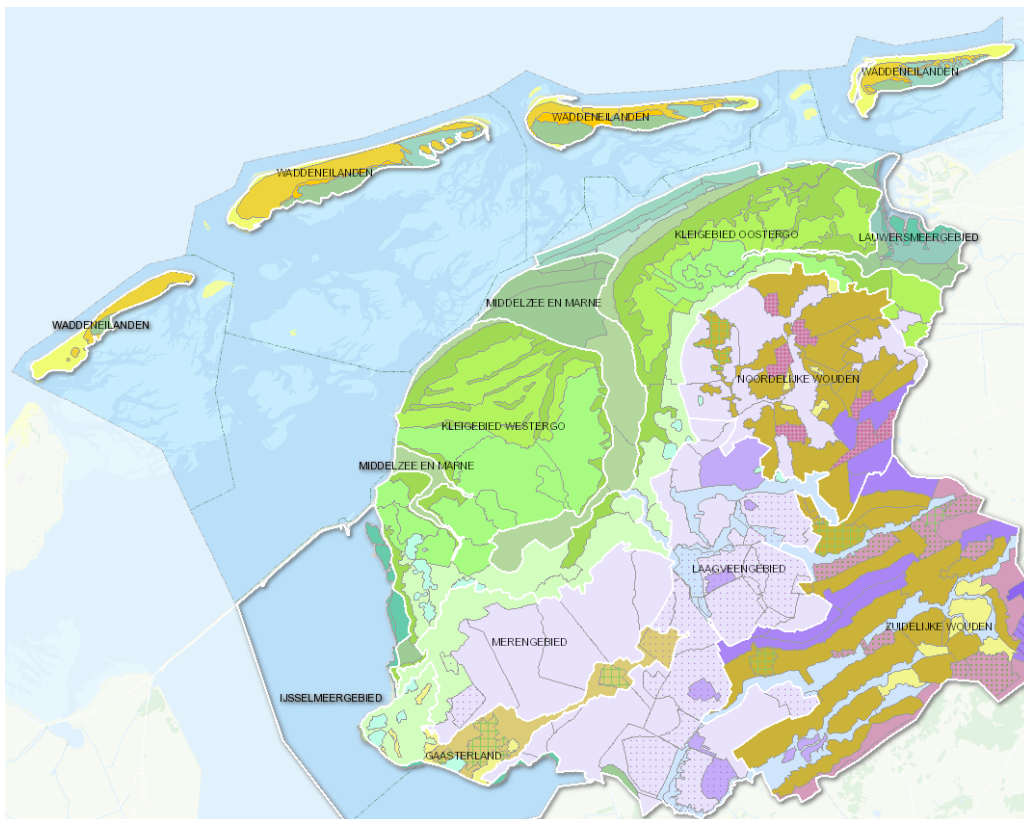 WADDENEILANDEN
WADDENEILANDEN
WADDENEILANDEN
KLEIGEBIED OOSTERGO
LAUWERSMEERGEBIED
MIDDELZEE EN MARNE
WADDENEILANDEN
NOORDELIJKE WOUDEN
KLEIGEBIED WESTERGO
MIDDELZEE EN MARNE
LAAGVEENGEBIED
ZUIDELIJKE WOUDEN
MERENGEBIED
IJSSELMEERGEBIED
GAASTERLAND